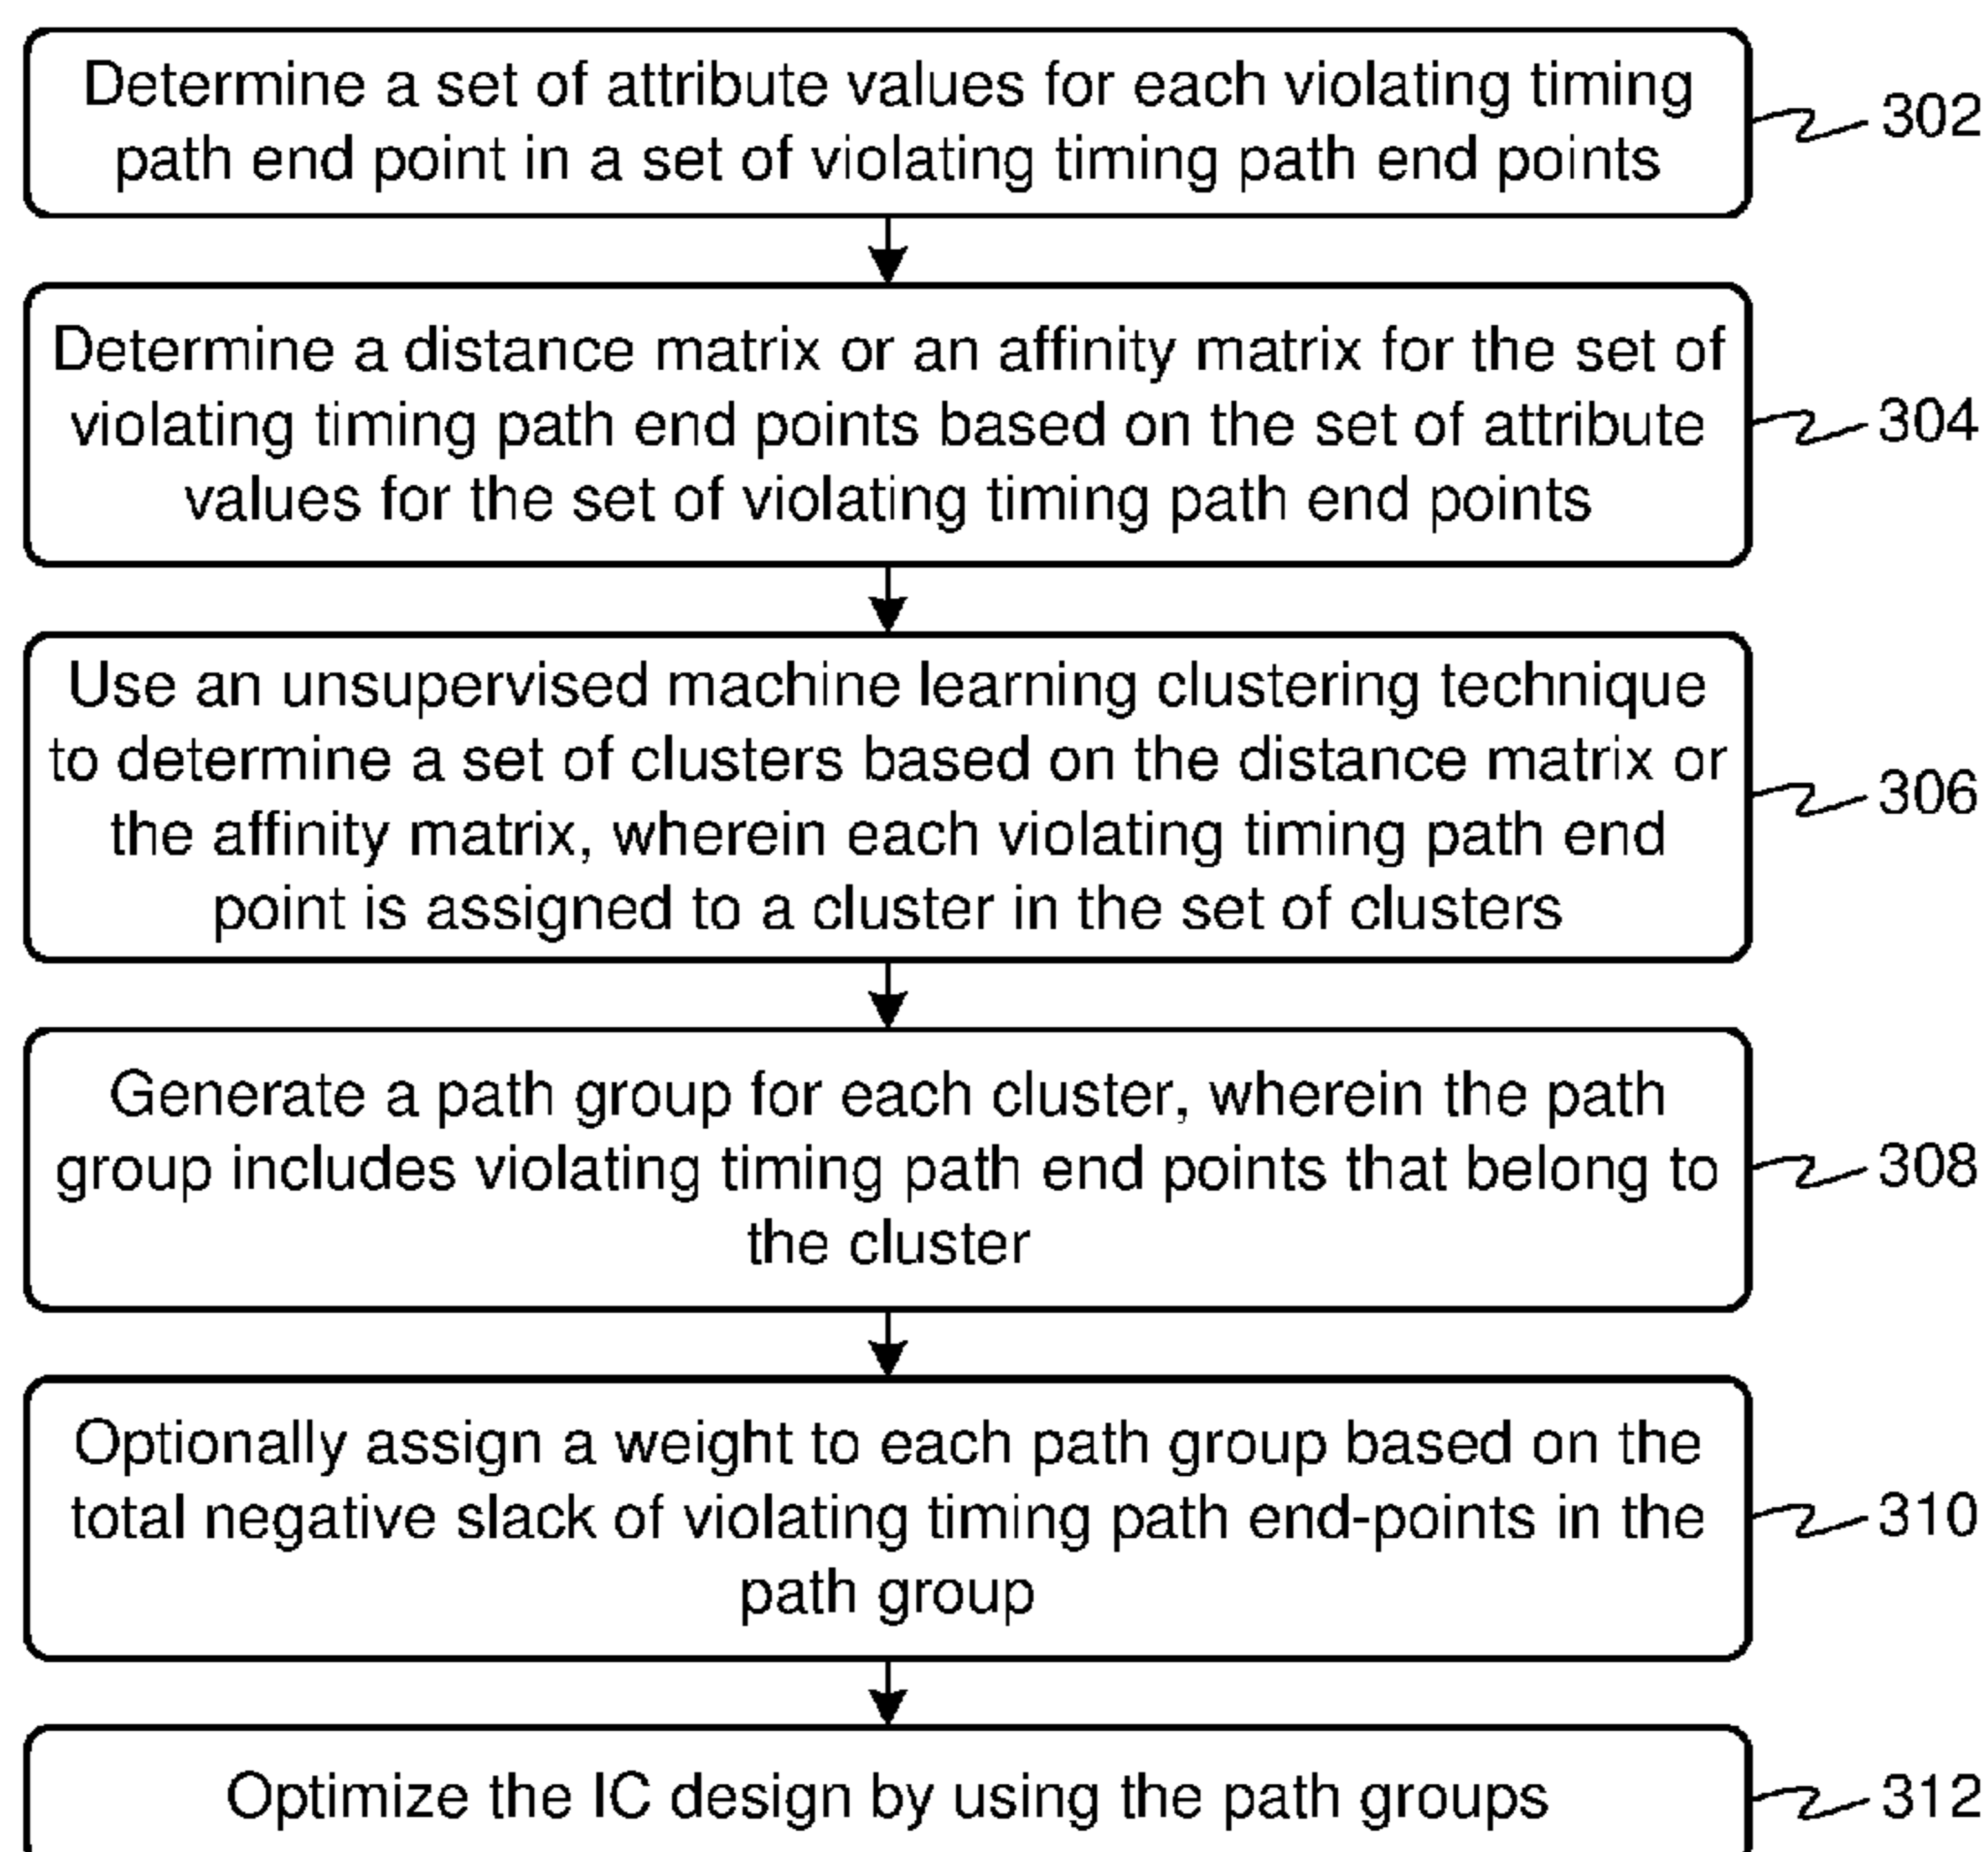 Determine a set of attribute values for each violating timing
path end point in a set of violating timing path end points
302
Determine a distance matrix or an affinity matrix for the set of
violating timing path end points based on the set of attribute
values for the set of violating timing path end points
304
Use an unsupervised machine learning clustering technique
to determine a set of clusters based on the distance matrix or
the affinity matrix, wherein each violating timing path end
point is assigned to a cluster in the set of clusters
306
Generate a path group for each cluster, wherein the path
group includes violating timing path end points that belong to
the cluster
308
Optionally assign a weight to each path group based on the
total negative slack of violating timing path end-points in the
path group
310
Optimize the IC design by using the path groups
312